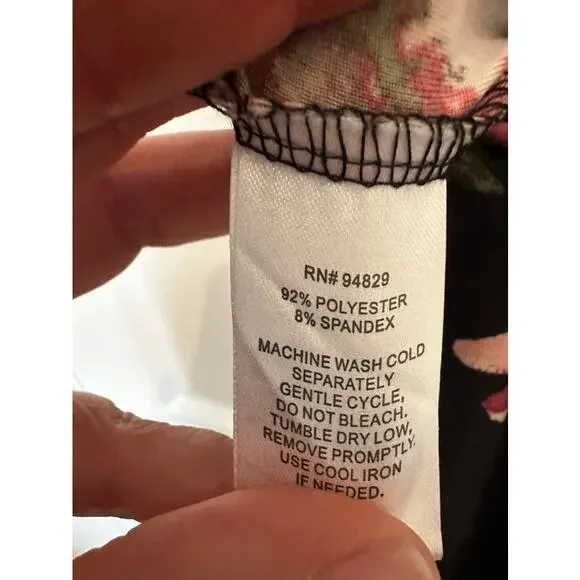 RN# 94829
92% POLYESTER
8% SPANDEX
MACHINE WASH COLD
SEPARATELY
GENTLE CYCLE,
DO NOT BLEACH.
TUMBLE DRY LOW,
REMOVE PROMPTLY.
USE COOL IRON
IF NEEDED.